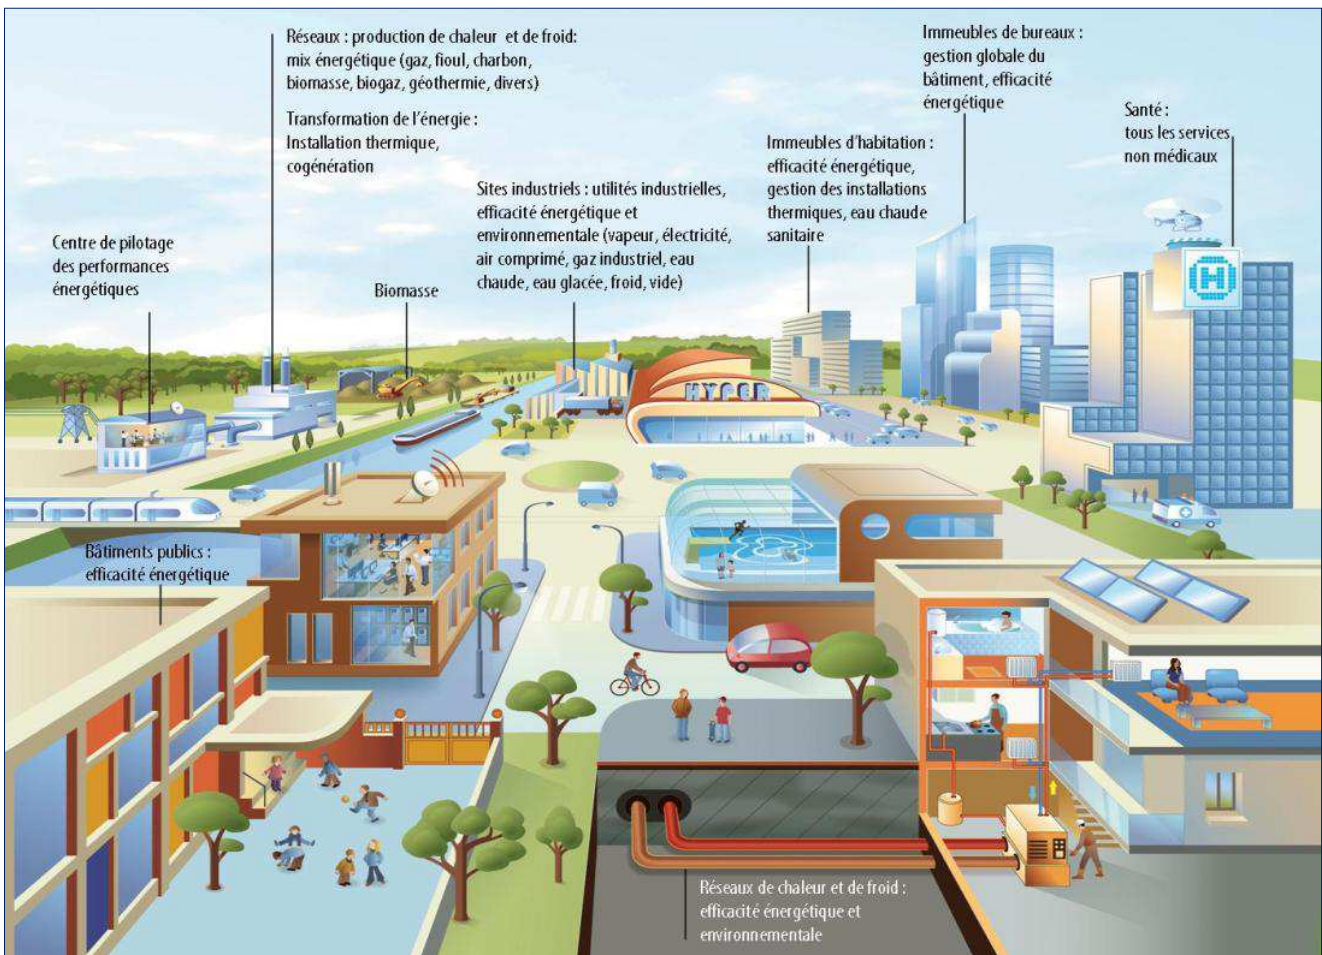 Réseaux : production de chaleur et de froid:
mix énergétique (gaz, fioul, charbon,
biomasse, biogaz, géothermie, divers)
Transformation de l'énergie :
Installation thermique,
cogénération
Immeubles de bureaux :
gestion globale du
bâtiment, efficacité
énergétique
Santé :
tous les services
non médicaux
Immeubles d'habitation :
efficacité énergétique,
gestion des installations
thermiques, eau chaude
sanitaire
Sites industriels : utilités industrielles,
efficacité énergétique et
environnementale (vapeur, électricité,
air comprimé, gaz industriel, eau
chaude, eau glacée, froid, vide)
Centre de pilotage
des performances
énergétiques
Biomasse
H
HYPER
Bâtiments publics :
efficacité énergétique
Réseaux de chaleur et de froid :
efficacité énergétique et
environnementale